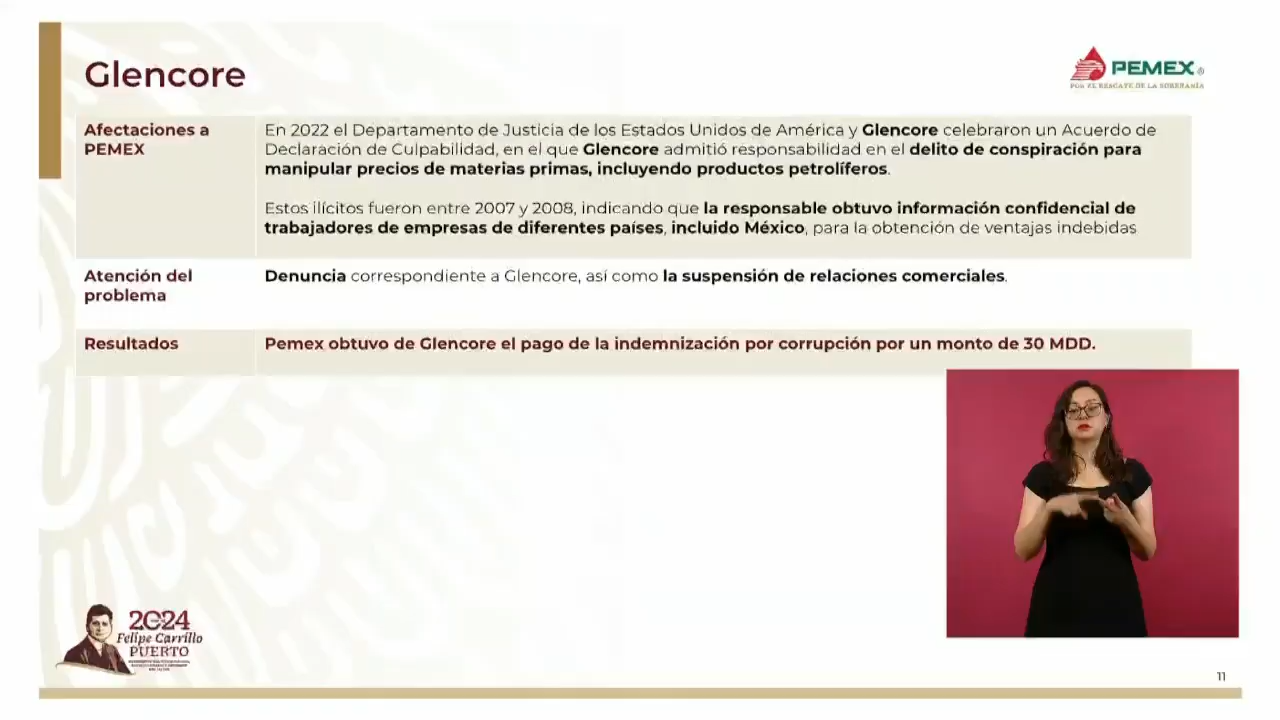 Glencore
PEMEX®
POR EL RESCATE DE LA SOBERANÍA
Afectaciones a
PEMEX
En 2022 el Departamento de Justicia de los Estados Unidos de América y Glencore celebraron un Acuerdo de
Declaración de Culpabilidad, en el que Glencore admitió responsabilidad en el delito de conspiración para
manipular precios de materias primas, incluyendo productos petrolíferos.
Estos ilícitos fueron entre 2007 y 2008, indicando que la responsable obtuvo información confidencial de
trabajadores de empresas de diferentes países, incluido México, para la obtención de ventajas indebidas
Atención del
problema
Denuncia correspondiente a Glencore, así como la suspensión de relaciones comerciales.
Resultados
Pemex obtuvo de Glencore el pago de la indemnización por corrupción por un monto de 30 MDD.
2024
Felipe Carrillo
PUERTO
11